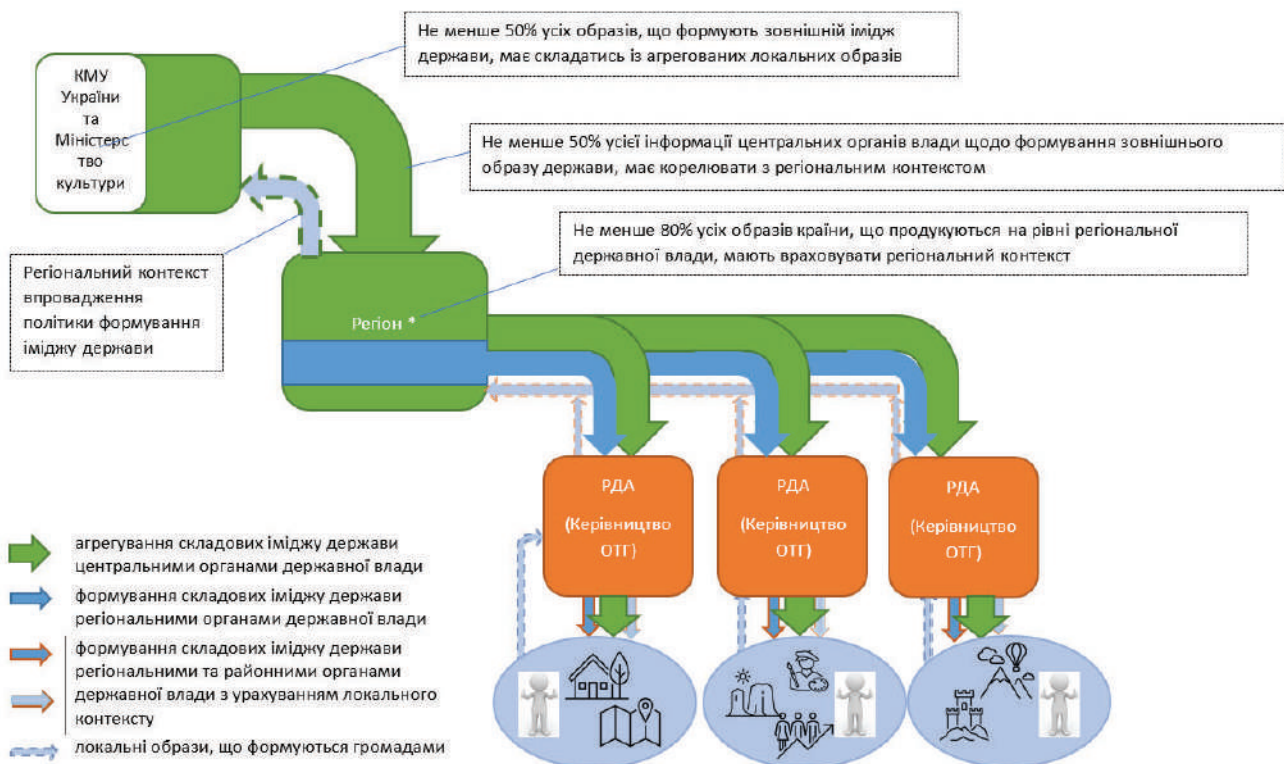 Не менше 50% усіх образів, що формують зовнішній імідж
держави, має складатись із агрегованих локальних образів
КМУ
України
та
Міністерс
тво
культури
Не менше 50% усієї інформації центральних органів влади щодо формування зовнішнього
образу держави, має корелювати з регіональним контекстом
Не менше 80% усіх образів країни, що продукуються на рівні регіональної
державної влади, мають враховувати регіональний контекст
Регіональний контекст
впровадження
політики формування
іміджу держави
Регіон *
РДА
(Керівництво
ОТГ)
РДА
(Керівництво
ОТГ)
РДА
(Керівництво
ОТГ)
агрегування складових іміджу держави
центральними органами державної влади
формування складових іміджу держави
регіональними органами державної влади
формування складових іміджу держави
регіональними та районними органами
державної влади з урахуванням локального
контексту
локальні образи, що формуються громадами